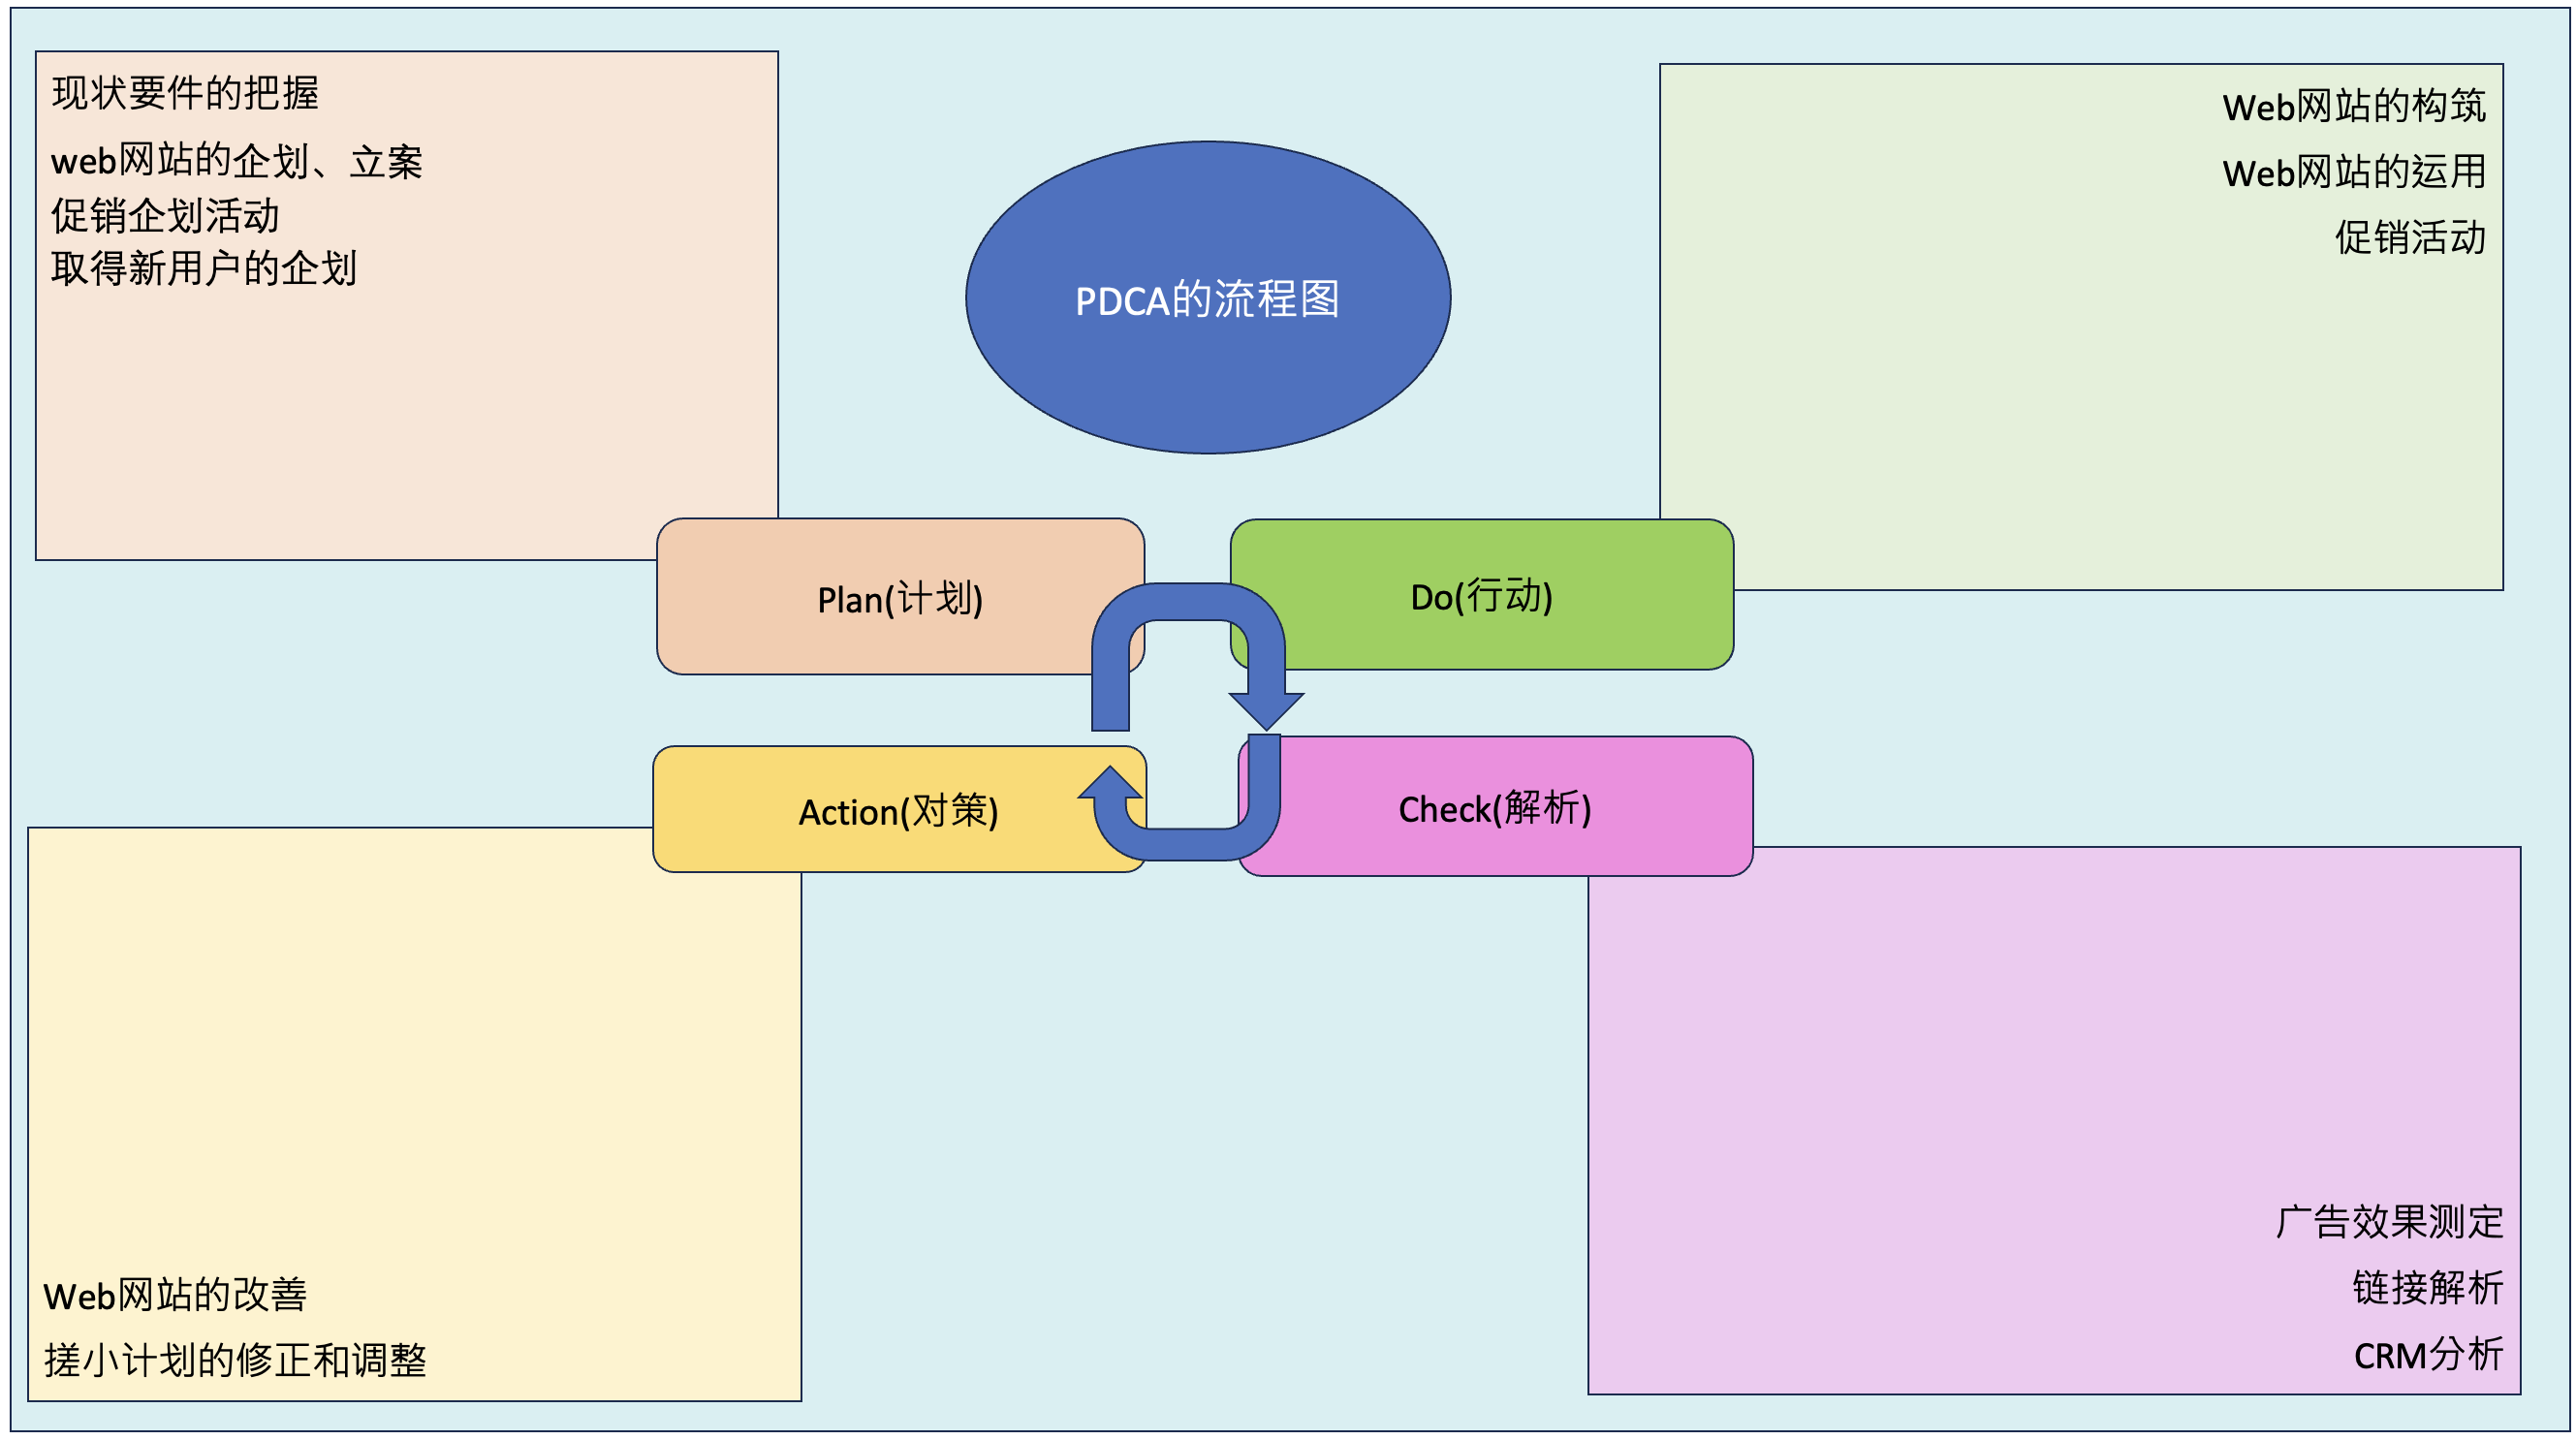 现状要件的把握
web网站的企划、立案
促销企划活动
取得新用户的企划
PDCA的流程图
Web网站的构筑
Web网站的运用
促销活动
Plan(计划)
Do(行动)
Action(对策)
Check(解析)
Web网站的改善
搓小计划的修正和调整
广告效果测定
链接解析
CRM分析